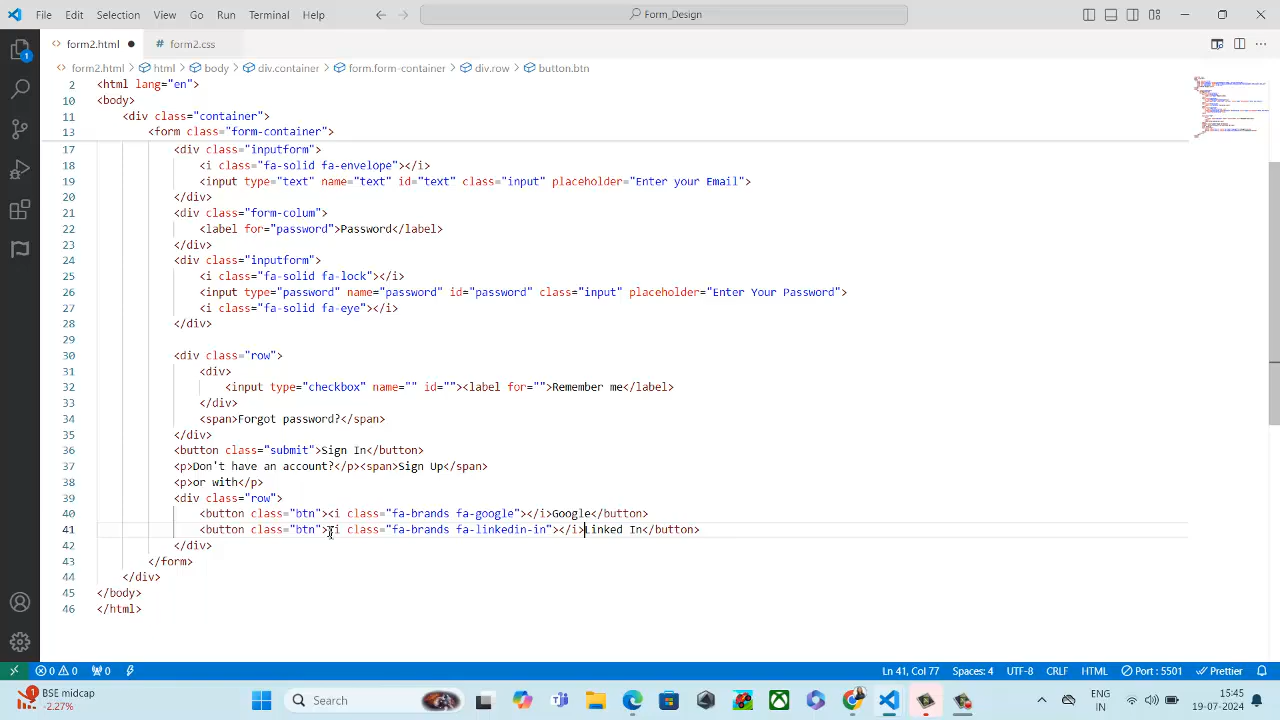 File Edit Selection View Go Run Terminal Help
Form_Design
form2.html
form2.css
form2.html > html > body > div.container > form.form-container > div.row > button.btn
2 <html lang="en">
10 <body>
11 <div class="container">
13 <form class="form-container">
17 <div class="inputform">
18 <i class="fa-solid fa-envelope"></i>
19 <input type="text" name="text" id="text" class="input" placeholder="Enter your Email">
20 </div>
21 <div class="form-colum">
22 <label for="password">Password</label>
23 </div>
24 <div class="inputform">
25 <i class="fa-solid fa-lock"></i>
26 <input type="password" name="password" id="password" class="input" placeholder="Enter Your Password">
27 <i class="fa-solid fa-eye"></i>
28 </div>
29
30 <div class="row">
31 <div>
32 <input type="checkbox" name="" id=""><label for="">Remember me</label>
33 </div>
34 <span>Forgot password?</span>
35 </div>
36 <button class="submit">Sign In</button>
37 <p>Don't have an account?</p><span>Sign Up</span>
38 <p>or with</p>
39 <div class="row">
40 <button class="btn"><i class="fa-brands fa-google"></i>Google</button>
41 <button class="btn"><i class="fa-brands fa-linkedin-in"></i>Linked In</button>
42 </div>
43 </form>
44 </div>
45 </body>
46 </html>
0 0 0 Ln 41, Col 77 Spaces: 4 UTF-8 CRLF HTML Port : 5501 Prettier
BSE midcap
-2.27%
Search
ENG
IN
15:45
19-07-2024